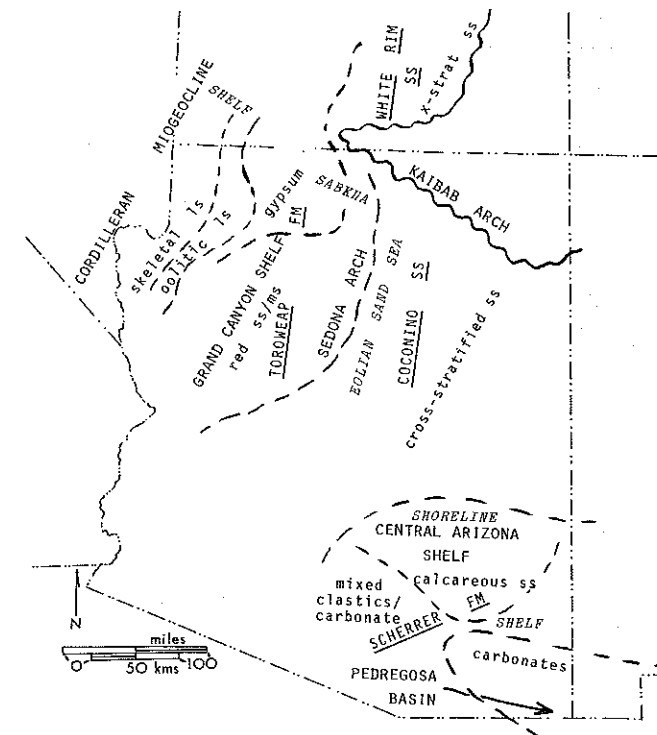 WHITE RIM
SS
x-strat ss
MIOGEOCLINE
SHELF
CORDILLERAN
skeletal ls
oolitic ls
gypsum
FM
SABKHA
KAIBAB ARCH
GRAND CANYON SHELF
red ss/ms
TOROWEAP
SEDONA ARCH
EOLIAN SAND SEA
COCONINO SS
cross-stratified ss
SHORELINE
CENTRAL ARIZONA
SHELF
mixed
clastics/
carbonate
calcareous ss
SCHERRER FM
SHELF
carbonates
PEDREGOSA
BASIN
N
miles
0 50 kms 100